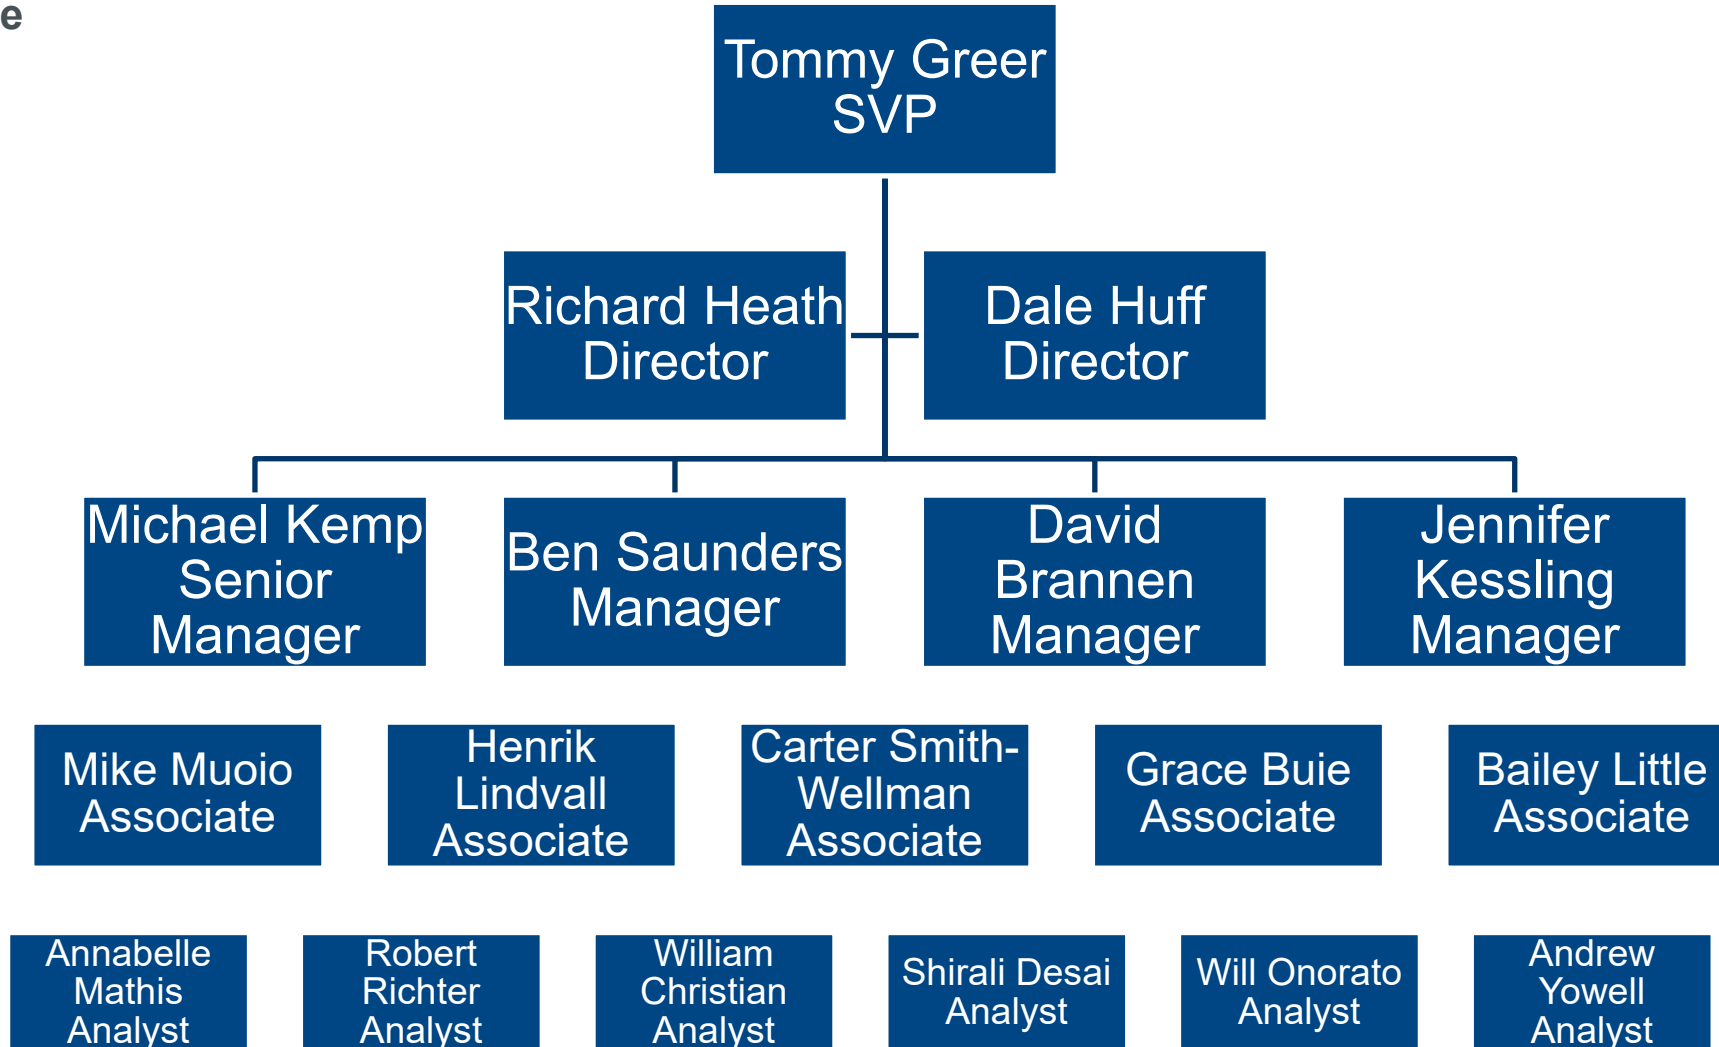 e
Tommy Greer
SVP
Richard Heath
Director
Dale Huff
Director
Michael Kemp
Senior
Manager
Ben Saunders
Manager
David
Brannen
Manager
Jennifer
Kessling
Manager
Mike Muoio
Associate
Henrik
Lindvall
Associate
Carter Smith-
Wellman
Associate
Grace Buie
Associate
Bailey Little
Associate
Annabelle
Mathis
Analyst
Robert
Richter
Analyst
William
Christian
Analyst
Shirali Desai
Analyst
Will Onorato
Analyst
Andrew
Yowell
Analyst